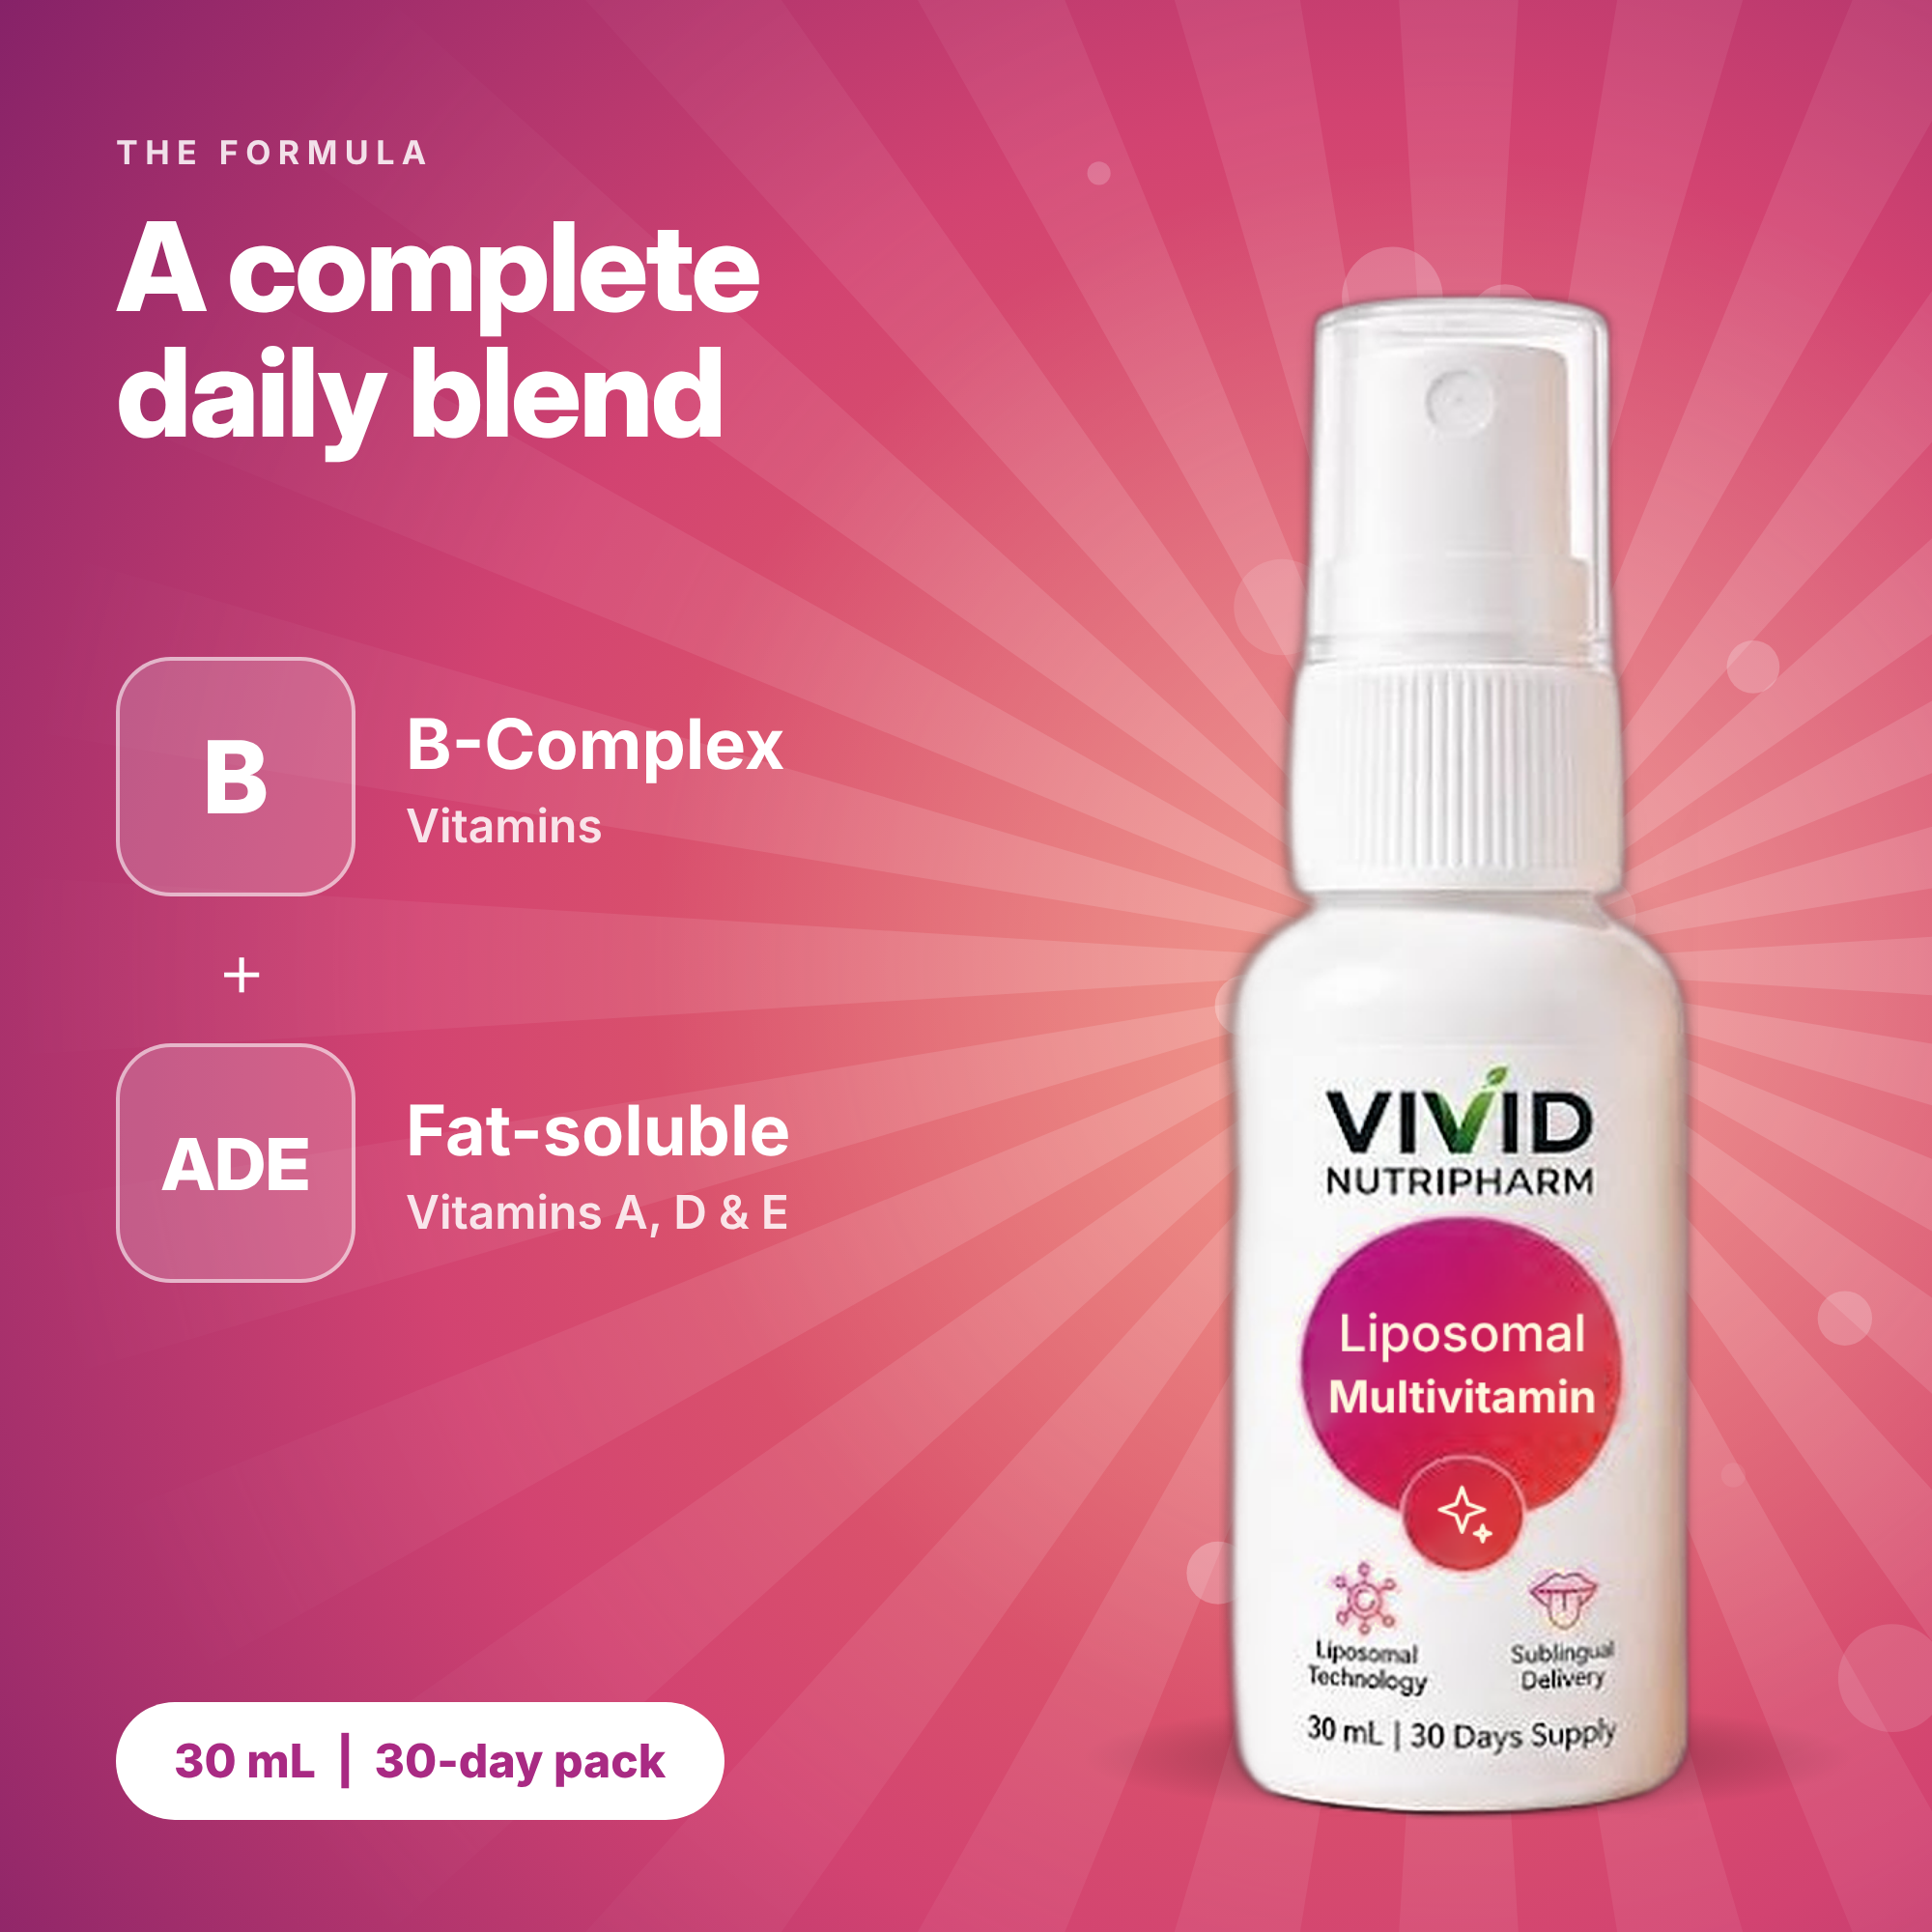 THE FORMULA
A complete
daily blend
B
B-Complex
Vitamins
+
ADE
Fat-soluble
Vitamins A, D & E
30 mL | 30-day pack
VIVID
NUTRIPHARM
Liposomal
Multivitamin
Liposomal
Technology
Sublingual
Delivery
30 mL | 30 Days Supply